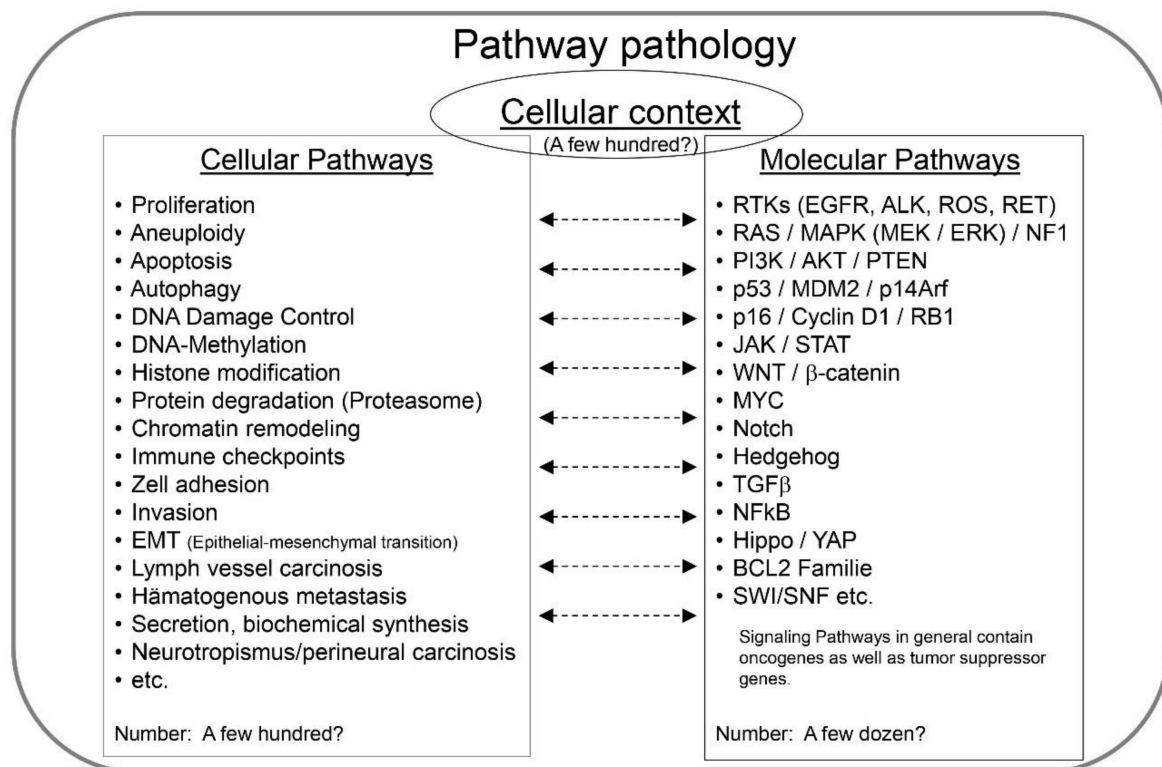 Pathway pathology
Cellular context
(A few hundred?)
Cellular Pathways
• Proliferation
• Aneuploidy
• Apoptosis
• Autophagy
• DNA Damage Control
• DNA-Methylation
• Histone modification
• Protein degradation (Proteasome)
• Chromatin remodeling
• Immune checkpoints
• Zell adhesion
• Invasion
• EMT (Epithelial-mesenchymal transition)
• Lymph vessel carcinosis
• Hämatogenous metastasis
• Secretion, biochemical synthesis
• Neurotropismus/perineural carcinosis
• etc.
Number: A few hundred?
Molecular Pathways
• RTKs (EGFR, ALK, ROS, RET)
• RAS / MAPK (MEK / ERK) / NF1
• PI3K / AKT / PTEN
• p53 / MDM2 / p14Arf
• p16 / Cyclin D1 / RB1
• JAK / STAT
• WNT / β-catenin
• MYC
• Notch
• Hedgehog
• TGFβ
• NFkB
• Hippo / YAP
• BCL2 Familie
• SWI/SNF etc.
Signaling Pathways in general contain
oncogenes as well as tumor suppressor
genes.
Number: A few dozen?